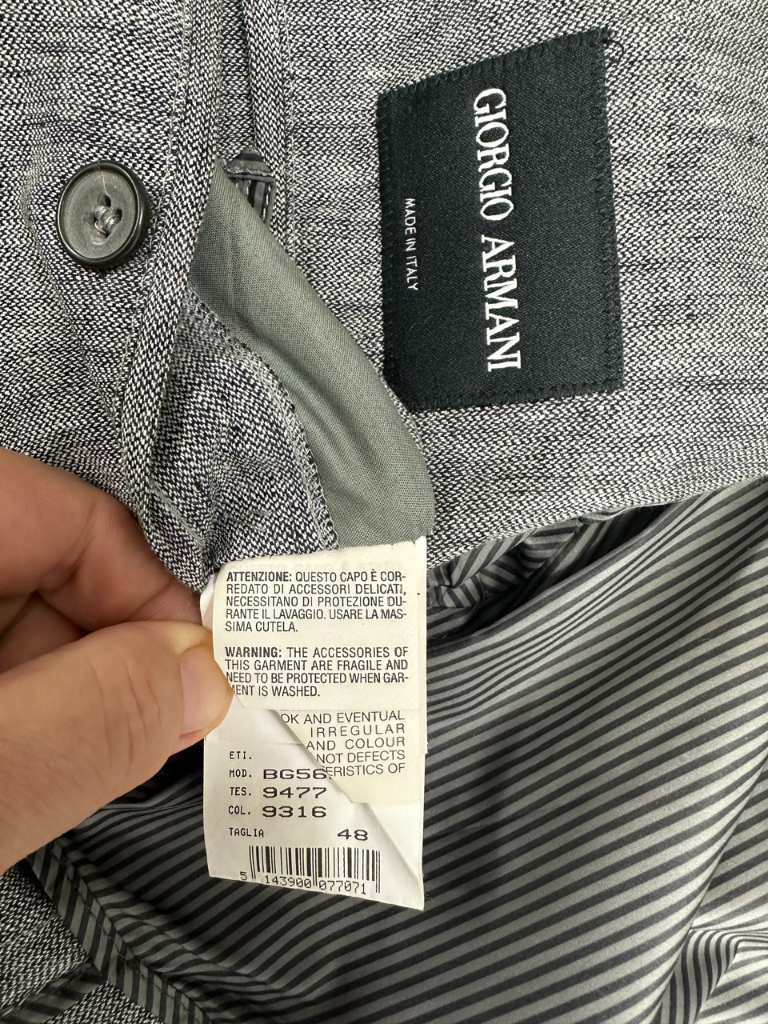 GIORGIO ARMANI
MADE IN ITALY
ATTENZIONE: QUESTO CAPO È COR-
REDATO DI ACCESSORI DELICATI,
NECESSITANO DI PROTEZIONE DU-
RANTE IL LAVAGGIO. USARE LA MAS-
SIMA CUTELA.
WARNING: THE ACCESSORIES OF
THIS GARMENT ARE FRAGILE AND
NEED TO BE PROTECTED WHEN GAR-
MENT IS WASHED.
AND EVENTUAL
IRREGULAR
AND COLOUR
NOT DEFECTS
OF
ETI.
MOD. BG56
TES. 9477
COL. 9316
TAGLIA 48
5 143900 077071